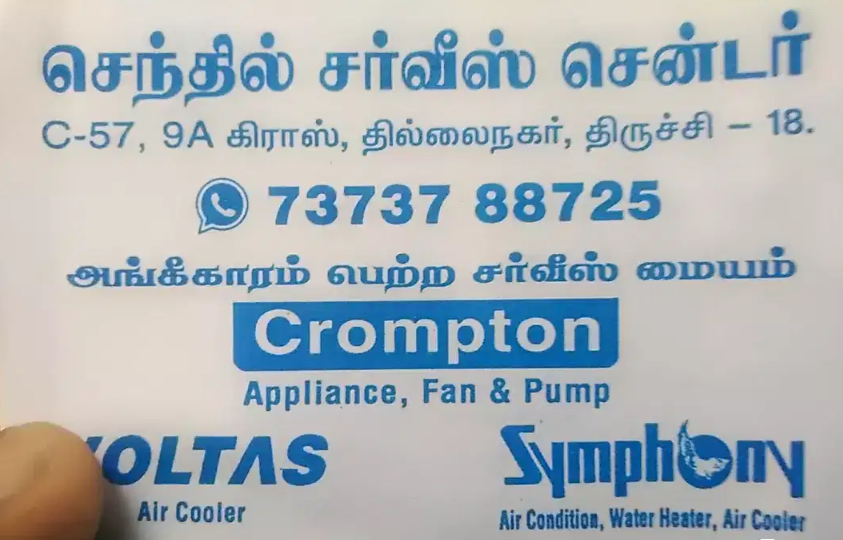 செந்தில் சர்வீஸ் சென்டர்
C-57, 9A கிராஸ், தில்லைநகர், திருச்சி – 18.
73737 88725
அங்கீகாரம் பெற்ற சர்வீஸ் மையம்
Crompton
Appliance, Fan & Pump
VOLTAS
Air Cooler
Symphony
Air Condition, Water Heater, Air Cooler